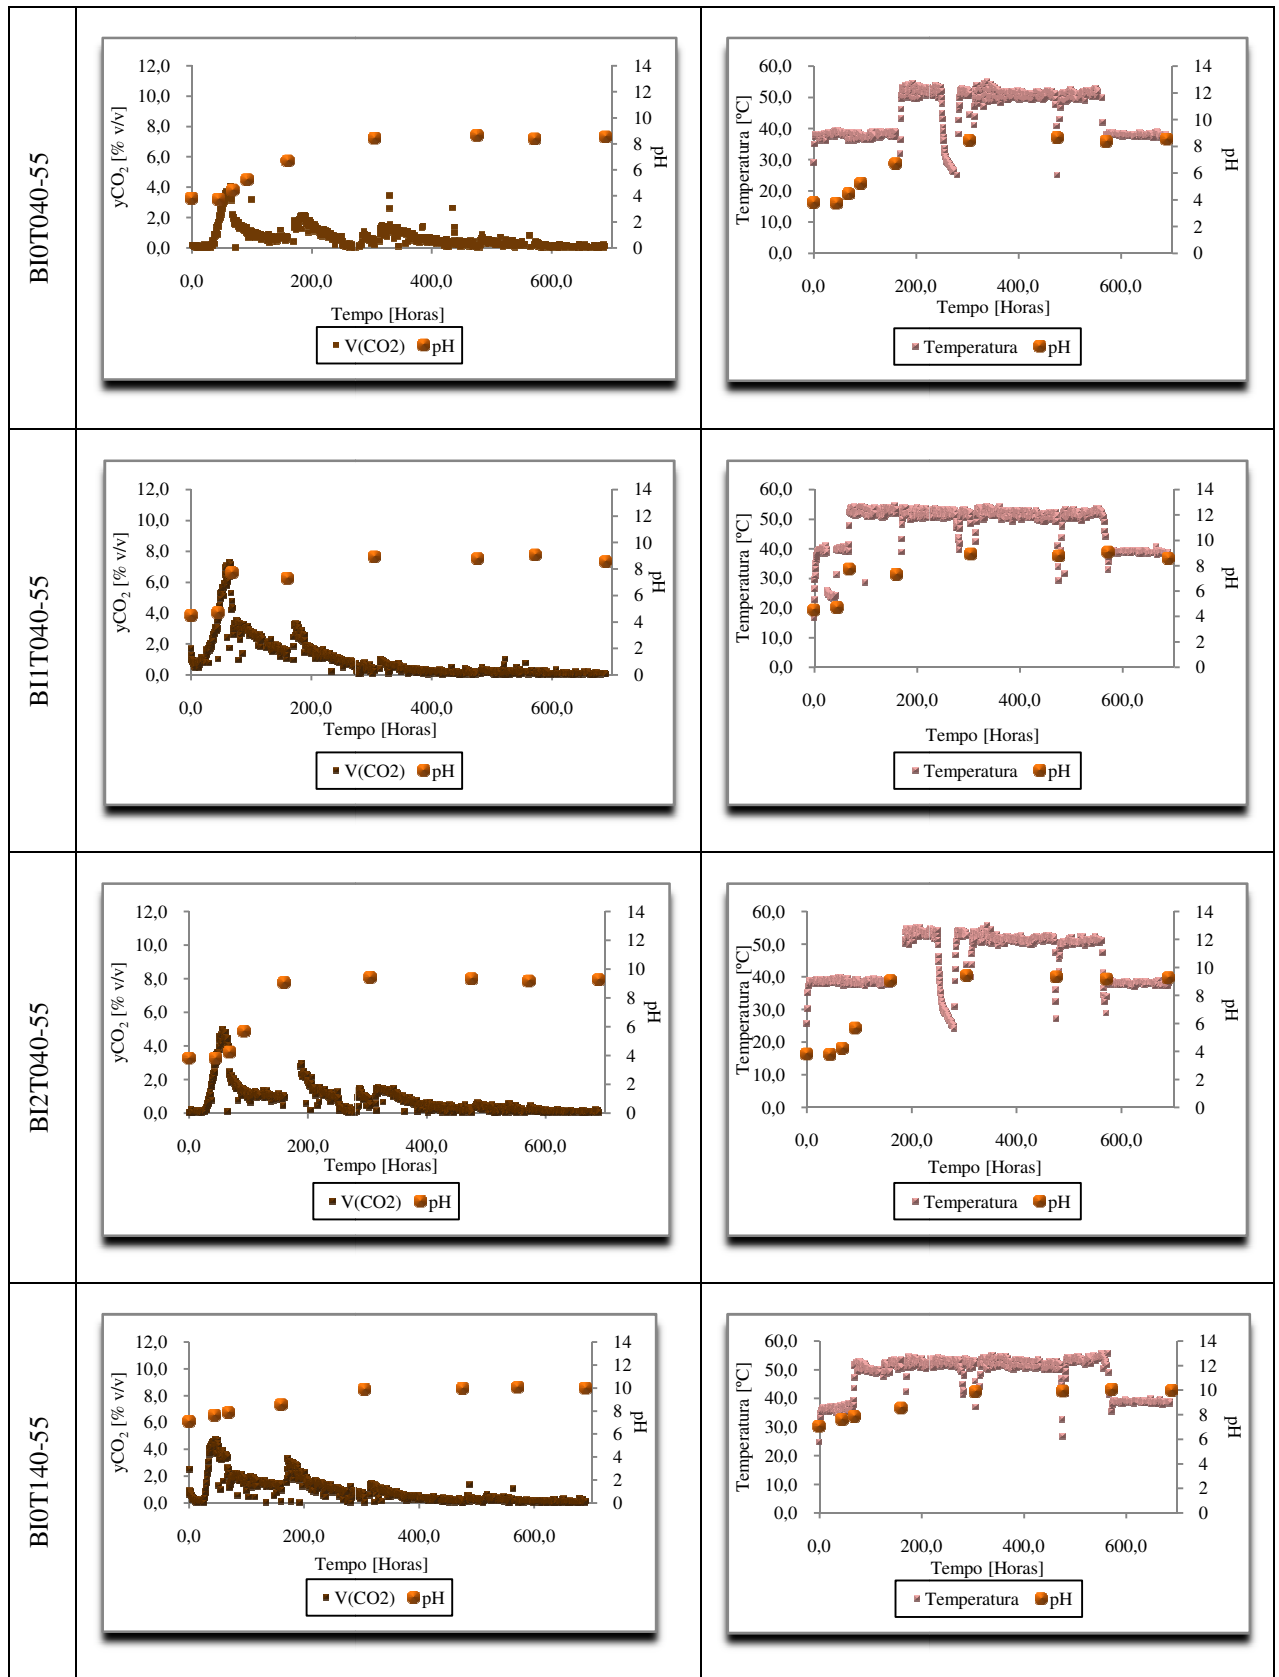 BI0T040-55
12,0
10,0
8,0
6,0
4,0
2,0
0,0
yCO2 [% v/v]
14
12
10
8
6
4
2
0
pH
0,0 200,0 400,0 600,0
Tempo [Horas]
V(CO2) pH
60,0
50,0
40,0
30,0
20,0
10,0
0,0
Temperatura [ºC]
14
12
10
8
6
4
2
0
pH
0,0 200,0 400,0 600,0
Tempo [Horas]
Temperatura pH
BI1T040-55
12,0
10,0
8,0
6,0
4,0
2,0
0,0
yCO2 [% v/v]
14
12
10
8
6
4
2
0
pH
0,0 200,0 400,0 600,0
Tempo [Horas]
V(CO2) pH
60,0
50,0
40,0
30,0
20,0
10,0
0,0
Temperatura [ºC]
14
12
10
8
6
4
2
0
pH
0,0 200,0 400,0 600,0
Tempo [Horas]
Temperatura pH
BI2T040-55
12,0
10,0
8,0
6,0
4,0
2,0
0,0
yCO2 [% v/v]
14
12
10
8
6
4
2
0
pH
0,0 200,0 400,0 600,0
Tempo [Horas]
V(CO2) pH
60,0
50,0
40,0
30,0
20,0
10,0
0,0
Temperatura [ºC]
14
12
10
8
6
4
2
0
pH
0,0 200,0 400,0 600,0
Tempo [Horas]
Temperatura pH
BI0T140-55
12,0
10,0
8,0
6,0
4,0
2,0
0,0
yCO2 [% v/v]
14
12
10
8
6
4
2
0
pH
0,0 200,0 400,0 600,0
Tempo [Horas]
V(CO2) pH
60,0
50,0
40,0
30,0
20,0
10,0
0,0
Temperatura [ºC]
14
12
10
8
6
4
2
0
pH
0,0 200,0 400,0 600,0
Tempo [Horas]
Temperatura pH